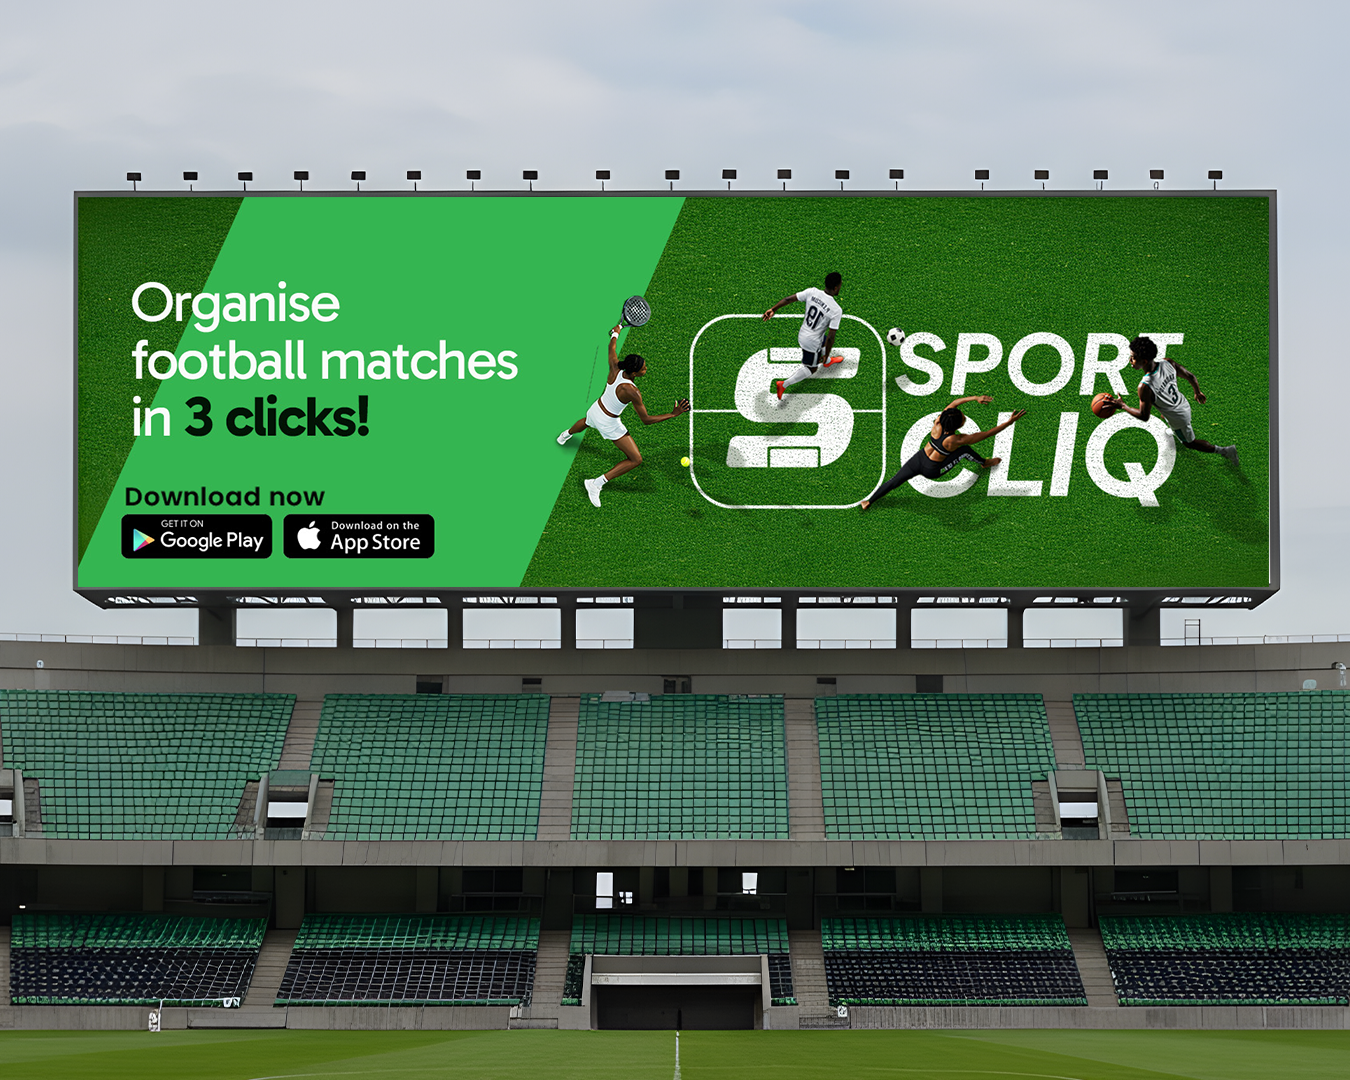 Organise
football matches
in 3 clicks!
Download now
GET IT ON
Google Play
Download on the
App Store
SPORT
CLIQ